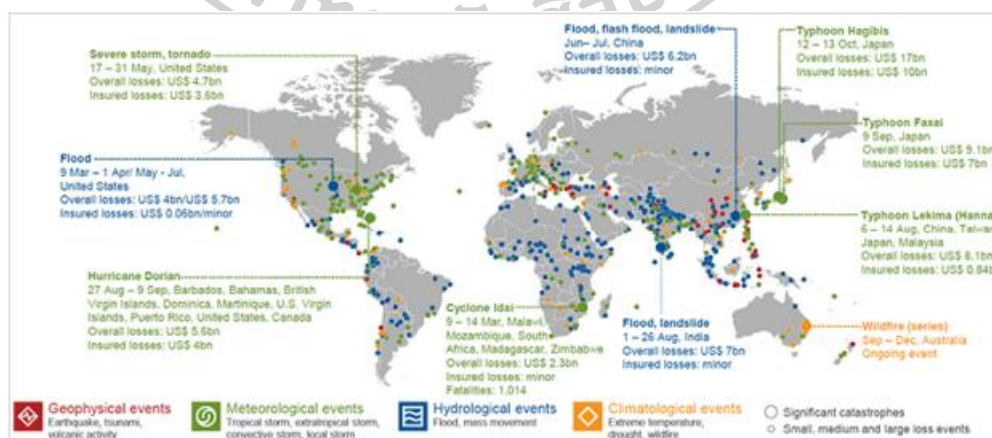 Severe storm, tornado
17 – 31 May, United States
Overall losses: US$ 4.7bn
Insured losses: US$ 3.6bn
Flood, flash flood, landslide
Jun– Jul, China
Overall losses: US$ 6.2bn
Insured losses: minor
Typhoon Hagibis
12 – 13 Oct, Japan
Overall losses: US$ 17bn
Insured losses: US$ 10bn
Flood
9 Mar – 1 Apr/ May - Jul,
United States
Overall losses: US$ 4bn/US$ 5.7bn
Insured losses: US$ 0.06bn/minor
Typhoon Faxai
9 Sep, Japan
Overall losses: US$ 9.1bn
Insured losses: US$ 7bn
Typhoon Lekima (Hanna
6 – 14 Aug, China, Taiwan
Japan, Malaysia
Overall losses: US$ 8.1bn
Insured losses: US$ 0.84b
Hurricane Dorian
27 Aug – 9 Sep, Barbados, Bahamas, British
Virgin Islands, Dominica, Martinique, U.S. Virgin
Islands, Puerto Rico, United States, Canada
Overall losses: US$ 5.6bn
Insured losses: US$ 4bn
Cyclone Idai
9 – 14 Mar, Malawi,
Mozambique, South
Africa, Madagascar, Zimbabwe
Overall losses: US$ 2.3bn
Insured losses: minor
Fatalities: 1,014
Flood, landslide
1 – 26 Aug, India
Overall losses: US$ 7bn
Insured losses: minor
Wildfire (series)
Sep – Dec, Australia
Ongoing event
Geophysical events
Earthquake, tsunami,
volcanic activity
Meteorological events
Tropical storm, extratropical storm,
convective storm, local storm
Hydrological events
Flood, mass movement
Climatological events
Extreme temperature,
drought, wildfire
Significant catastrophes
Small, medium and large loss events